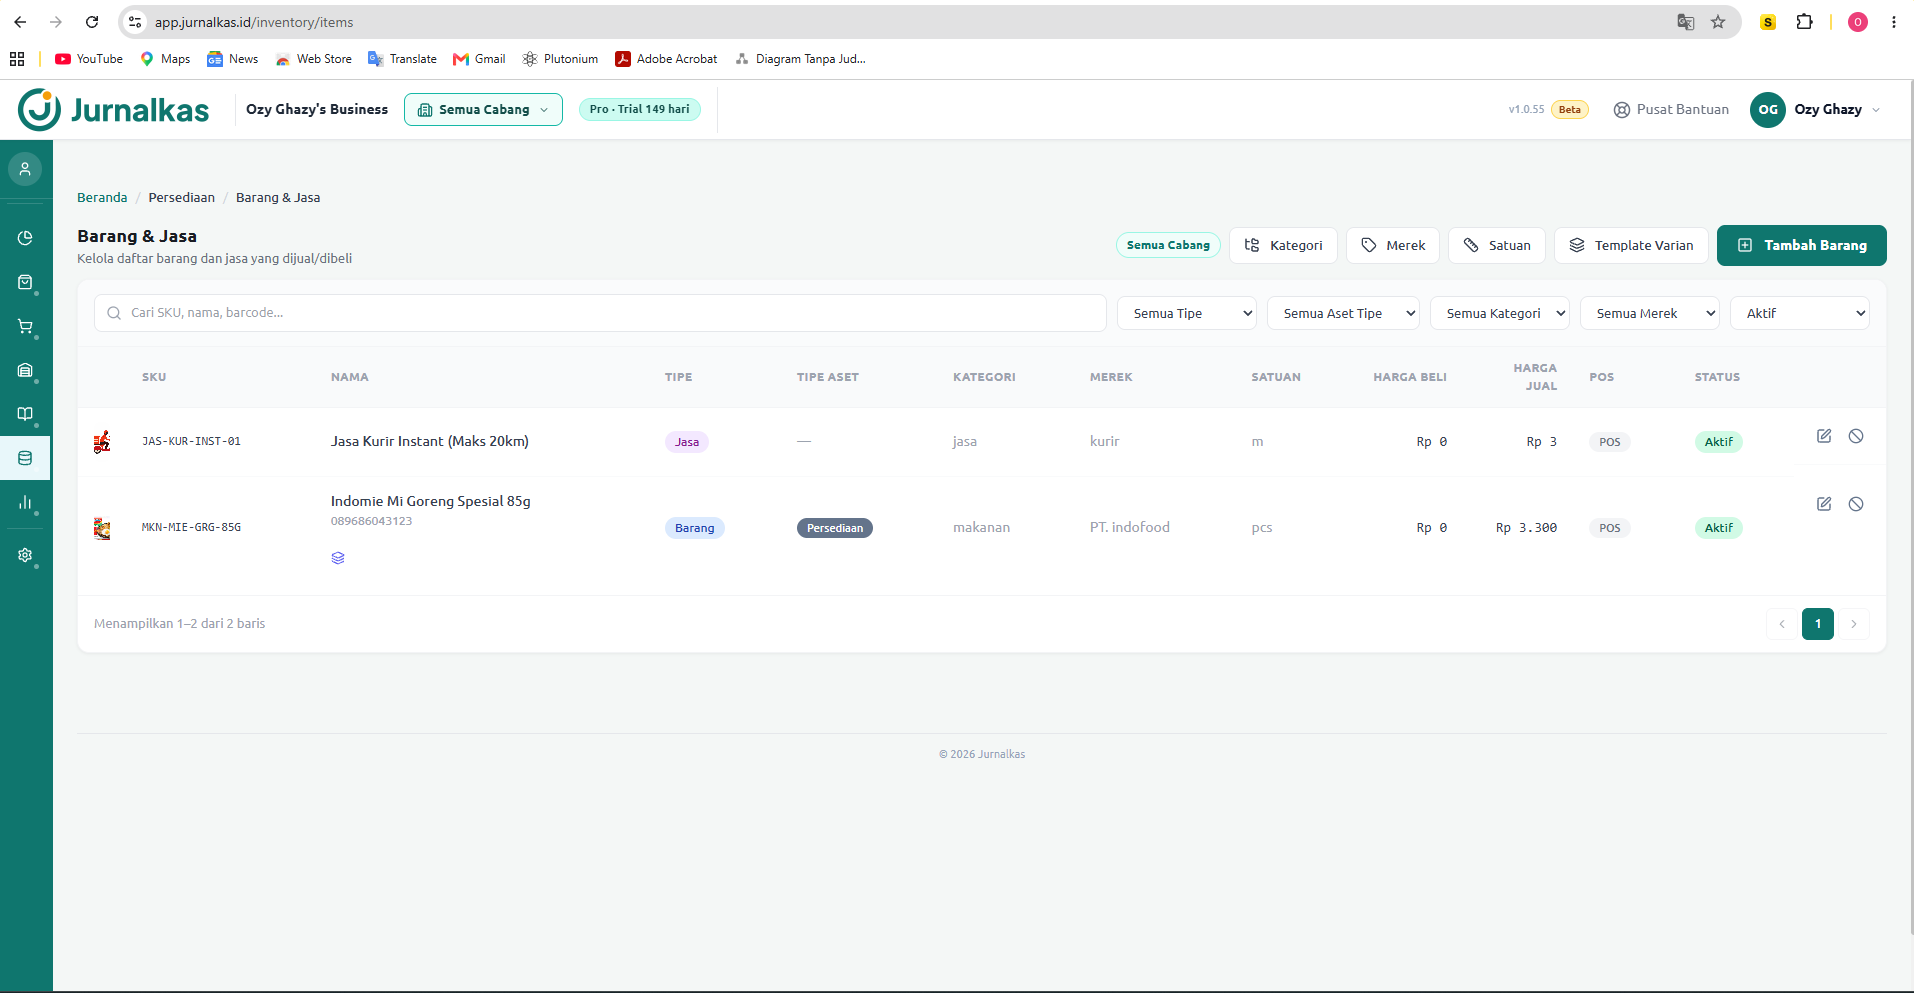 app.jurnalkas.id/inventory/items
S
O
YouTube Maps News Web Store Translate Gmail Plutonium Adobe Acrobat Diagram Tanpa Jud...
Jurnalkas
Ozy Ghazy's Business
Semua Cabang
Pro · Trial 149 hari
v1.0.55 Beta
Pusat Bantuan
OG Ozy Ghazy
Beranda / Persediaan / Barang & Jasa
Barang & Jasa
Kelola daftar barang dan jasa yang dijual/dibeli
Semua Cabang Kategori Merek Satuan Template Varian Tambah Barang
Cari SKU, nama, barcode... Semua Tipe Semua Aset Tipe Semua Kategori Semua Merek Aktif
SKU NAMA TIPE TIPE ASET KATEGORI MEREK SATUAN HARGA BELI HARGA JUAL POS STATUS
JAS-KUR-INST-01 Jasa Kurir Instant (Maks 20km) Jasa — jasa kurir m Rp 0 Rp 3 POS Aktif
Indomie Mi Goreng Spesial 85g
089686043123
MKN-MIE-GRG-85G Barang Persediaan makanan PT. indofood pcs Rp 0 Rp 3.300 POS Aktif
Menampilkan 1–2 dari 2 baris
1
© 2026 Jurnalkas